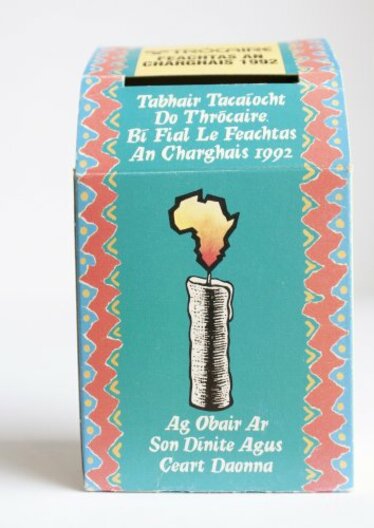 TRÓCAIRE
FEACHTAS AN
CHARGHAIS 1992
Tabhair Tacaíocht
Do Thrócaire.
Bí Fial Le Feachtas
An Charghais 1992
Ag Obair Ar
Son Dínite Agus
Ceart Daonna